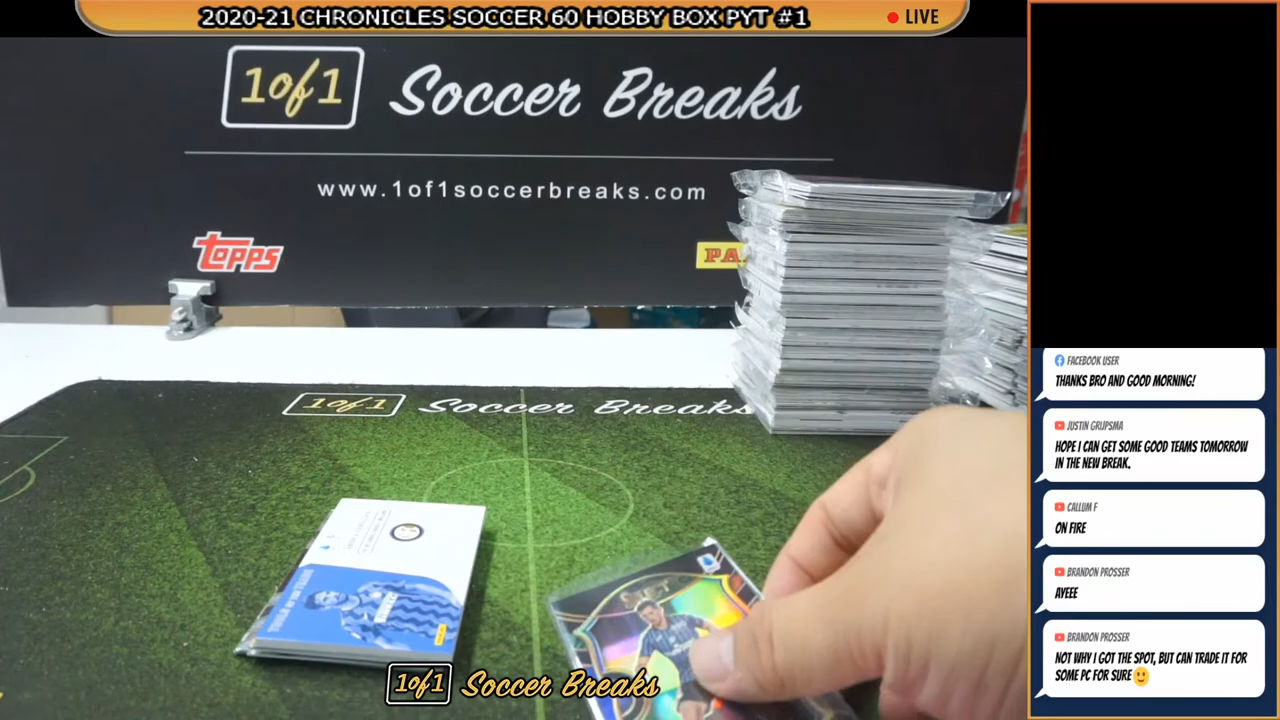 2020-21 CHRONICLES SOCCER 60 HOBBY BOX PYT #1
LIVE
1of1 Soccer Breaks
www.1of1soccerbreaks.com
topps
PA
1of1 Soccer Breaks
1of1 Soccer Breaks
FACEBOOK USER
THANKS BRO AND GOOD MORNING!
JUSTIN GRIJPSMA
HOPE I CAN GET SOME GOOD TEAMS TOMORROW
IN THE NEW BREAK.
CALLUM F
ON FIRE
BRANDON PROSSER
AYEEE
BRANDON PROSSER
NOT WHY I GOT THE SPOT, BUT CAN TRADE IT FOR
SOME PC FOR SURE